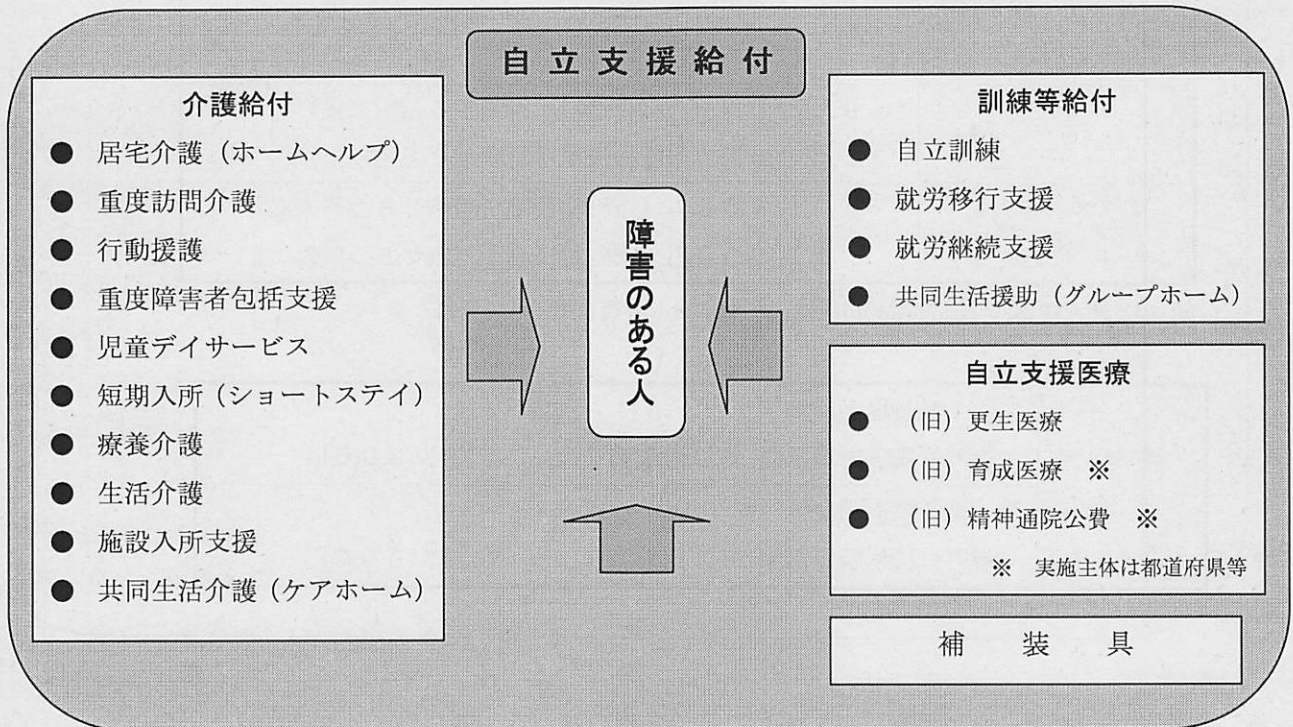 自立支援給付
介護給付
● 居宅介護（ホームヘルプ）
● 重度訪問介護
● 行動援護
● 重度障害者包括支援
● 児童デイサービス
● 短期入所（ショートステイ）
● 療養介護
● 生活介護
● 施設入所支援
● 共同生活介護（ケアホーム）
障害のある人
訓練等給付
● 自立訓練
● 就労移行支援
● 就労継続支援
● 共同生活援助（グループホーム）
自立支援医療
● （旧）更生医療
● （旧）育成医療 ※
● （旧）精神通院公費 ※
※ 実施主体は都道府県等
補装具